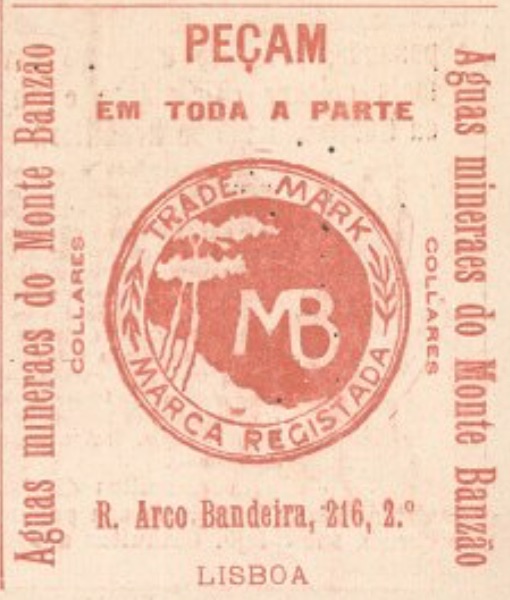 PEÇAM
EM TODA A PARTE
Aguas mineraes do Monte Banzão
COLLARES
TRADE MARK
MB
MARCA REGISTADA
COLLARES
Aguas mineraes do Monte Banzão
R. Arco Bandeira, 216, 2.º
LISBOA